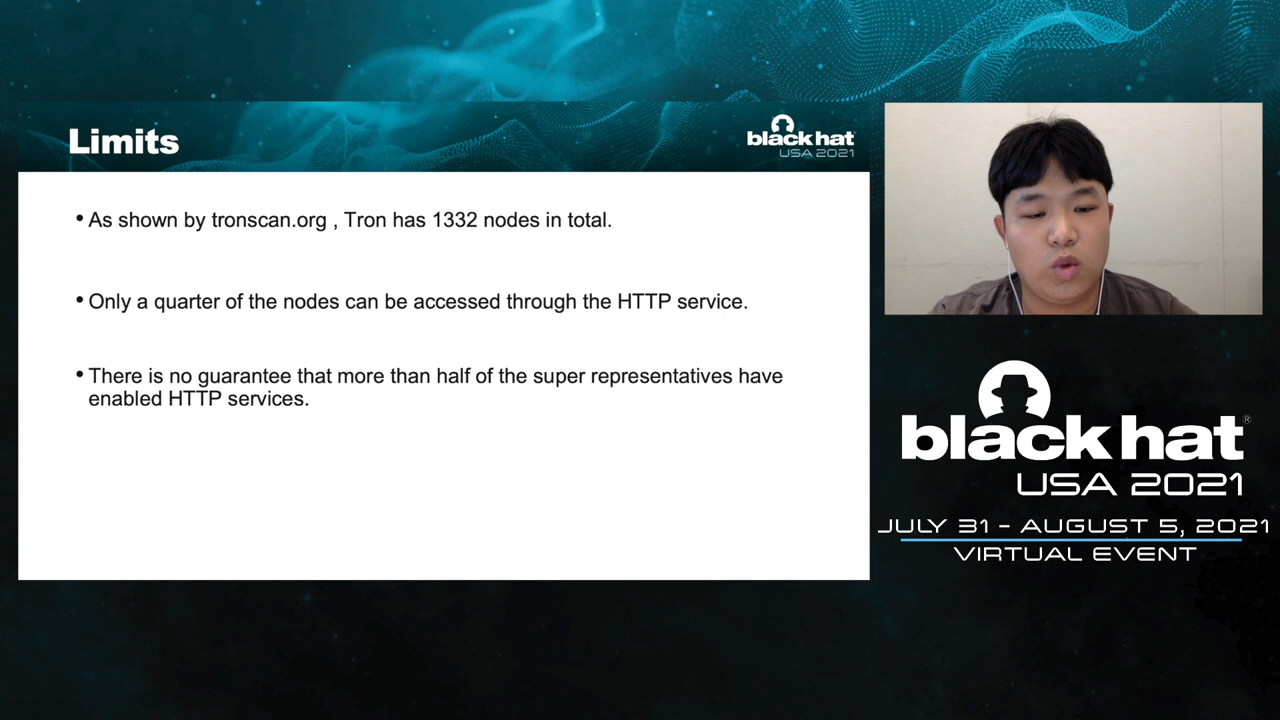 Limits
black hat
USA 2021
• As shown by tronscan.org , Tron has 1332 nodes in total.
• Only a quarter of the nodes can be accessed through the HTTP service.
• There is no guarantee that more than half of the super representatives have
enabled HTTP services.
black hat®
USA 2021
JULY 31 - AUGUST 5, 2021
VIRTUAL EVENT